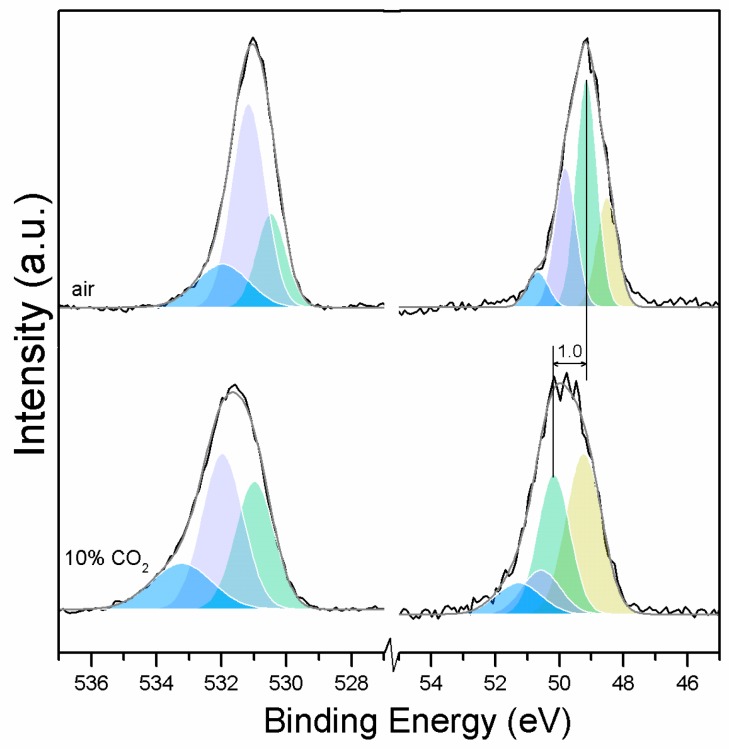 Intensity (a.u.)
air
1.0
10% CO2
536 534 532 530 528 54 52 50 48 46
Binding Energy (eV)